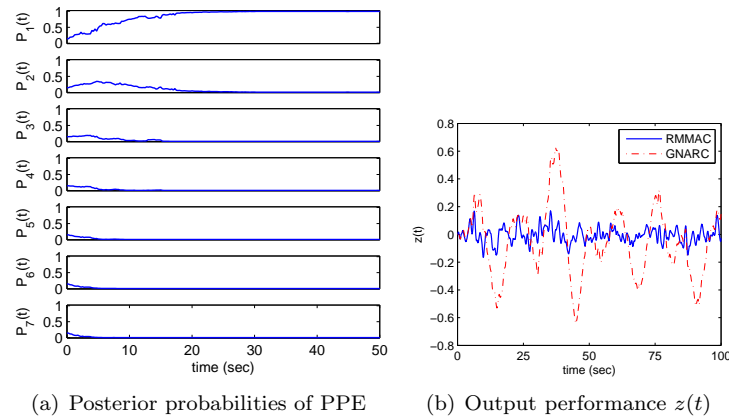 1
0.5
0
P1(t)
1
0.5
0
P2(t)
1
0.5
0
P3(t)
1
0.5
0
P4(t)
1
0.5
0
P5(t)
1
0.5
0
P6(t)
1
0.5
0
P7(t)
0 10 20 30 40 50
time (sec)
0.8
0.6
0.4
0.2
0
−0.2
−0.4
−0.6
−0.8
z(t)
RMMAC
GNARC
0 25 50 75 100
time (sec)
(a) Posterior probabilities of PPE
(b) Output performance z(t)